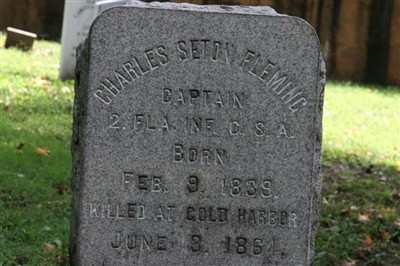 CHARLES SETON FLEMING
CAPTAIN
2. FLA. INF. C. S. A.
BORN
FEB. 9. 1839.
KILLED AT COLD HARBOR
JUNE 3, 1864.